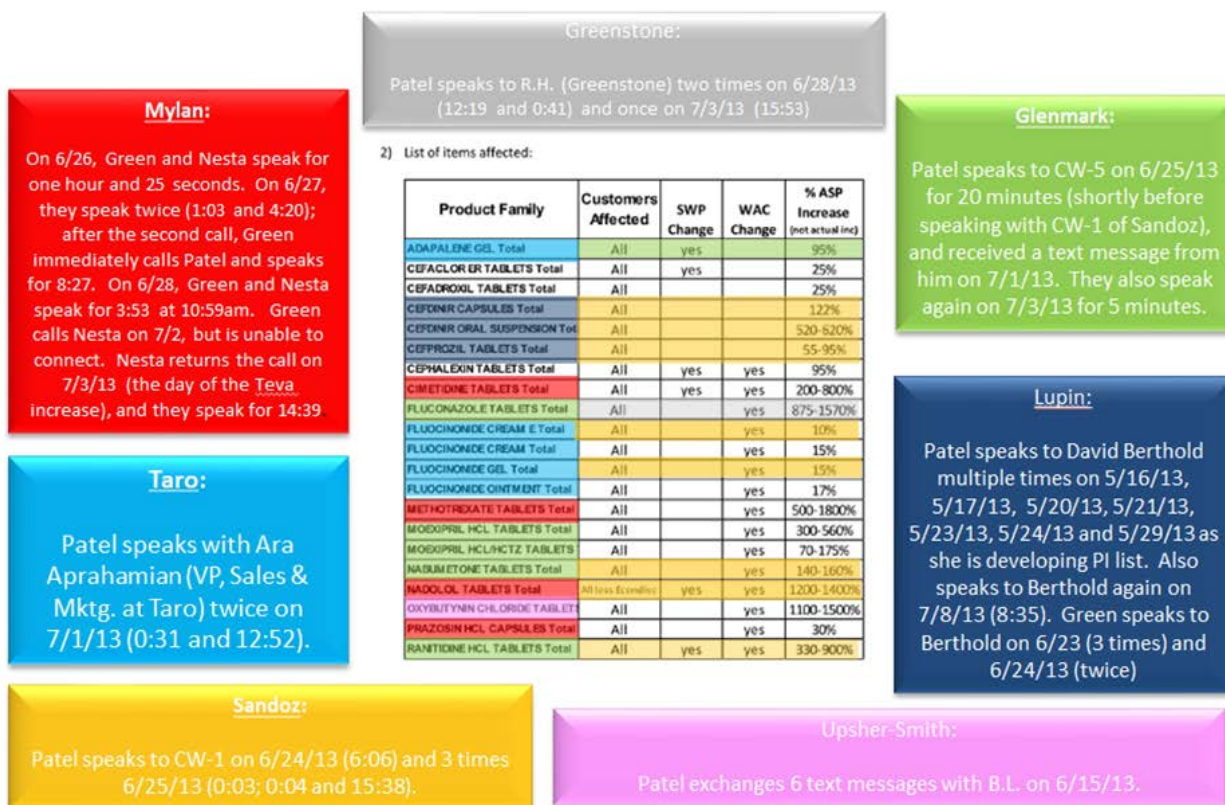 Greenstone:
Patel speaks to R.H. (Greenstone) two times on 6/28/13
(12:19 and 0:41) and once on 7/3/13 (15:53)
Mylan:
On 6/26, Green and Nesta speak for
one hour and 25 seconds. On 6/27,
they speak twice (1:03 and 4:20);
after the second call, Green
immediately calls Patel and speaks
for 8:27. On 6/28, Green and Nesta
speak for 3:53 at 10:59am. Green
calls Nesta on 7/2, but is unable to
connect. Nesta returns the call on
7/3/13 (the day of the Teva
increase), and they speak for 14:39.
Taro:
Patel speaks with Ara
Aprahamian (VP, Sales &
Mktg. at Taro) twice on
7/1/13 (0:31 and 12:52).
2) List of items affected:
Product Family Customers Affected SWP Change WAC Change % ASP Increase (not actual inc)
ADAPALENE GEL Total All yes 95%
CEFACLOR ER TABLETS Total All yes 25%
CEFADROXIL TABLETS Total All 25%
CEFDINIR CAPSULES Total All 122%
CEFDINIR ORAL SUSPENSION Tot All 520-620%
CEFPROZIL TABLETS Total All 55-95%
CEPHALEXIN TABLETS Total All yes yes 95%
CIMETIDINE TABLETS Total All yes yes 200-800%
FLUCONAZOLE TABLETS Total All yes 875-1570%
FLUOCINONIDE CREAM E Total All yes 10%
FLUOCINONIDE CREAM Total All yes 15%
FLUOCINONIDE GEL Total All yes 15%
FLUOCINONIDE OINTMENT Total All yes 17%
METHOTREXATE TABLETS Total All yes 500-1800%
MOEXIPRIL HCL TABLETS Total All yes 300-560%
MOEXIPRIL HCL/HCTZ TABLETS All yes 70-175%
NABUMETONE TABLETS Total All yes 140-160%
NADOLOL TABLETS Total All less Econdisc yes yes 1200-1400%
OXYBUTYNIN CHLORIDE TABLETS All yes 1100-1500%
PRAZOSIN HCL CAPSULES Total All yes 30%
RANITIDINE HCL TABLETS Total All yes yes 330-900%
Glenmark:
Patel speaks to CW-5 on 6/25/13
for 20 minutes (shortly before
speaking with CW-1 of Sandoz),
and received a text message from
him on 7/1/13. They also speak
again on 7/3/13 for 5 minutes.
Lupin:
Patel speaks to David Berthold
multiple times on 5/16/13,
5/17/13, 5/20/13, 5/21/13,
5/23/13, 5/24/13 and 5/29/13 as
she is developing PI list. Also
speaks to Berthold again on
7/8/13 (8:35). Green speaks to
Berthold on 6/23 (3 times) and
6/24/13 (twice)
Sandoz:
Patel speaks to CW-1 on 6/24/13 (6:06) and 3 times
6/25/13 (0:03; 0:04 and 15:38).
Upsher-Smith:
Patel exchanges 6 text messages with B.L. on 6/15/13.